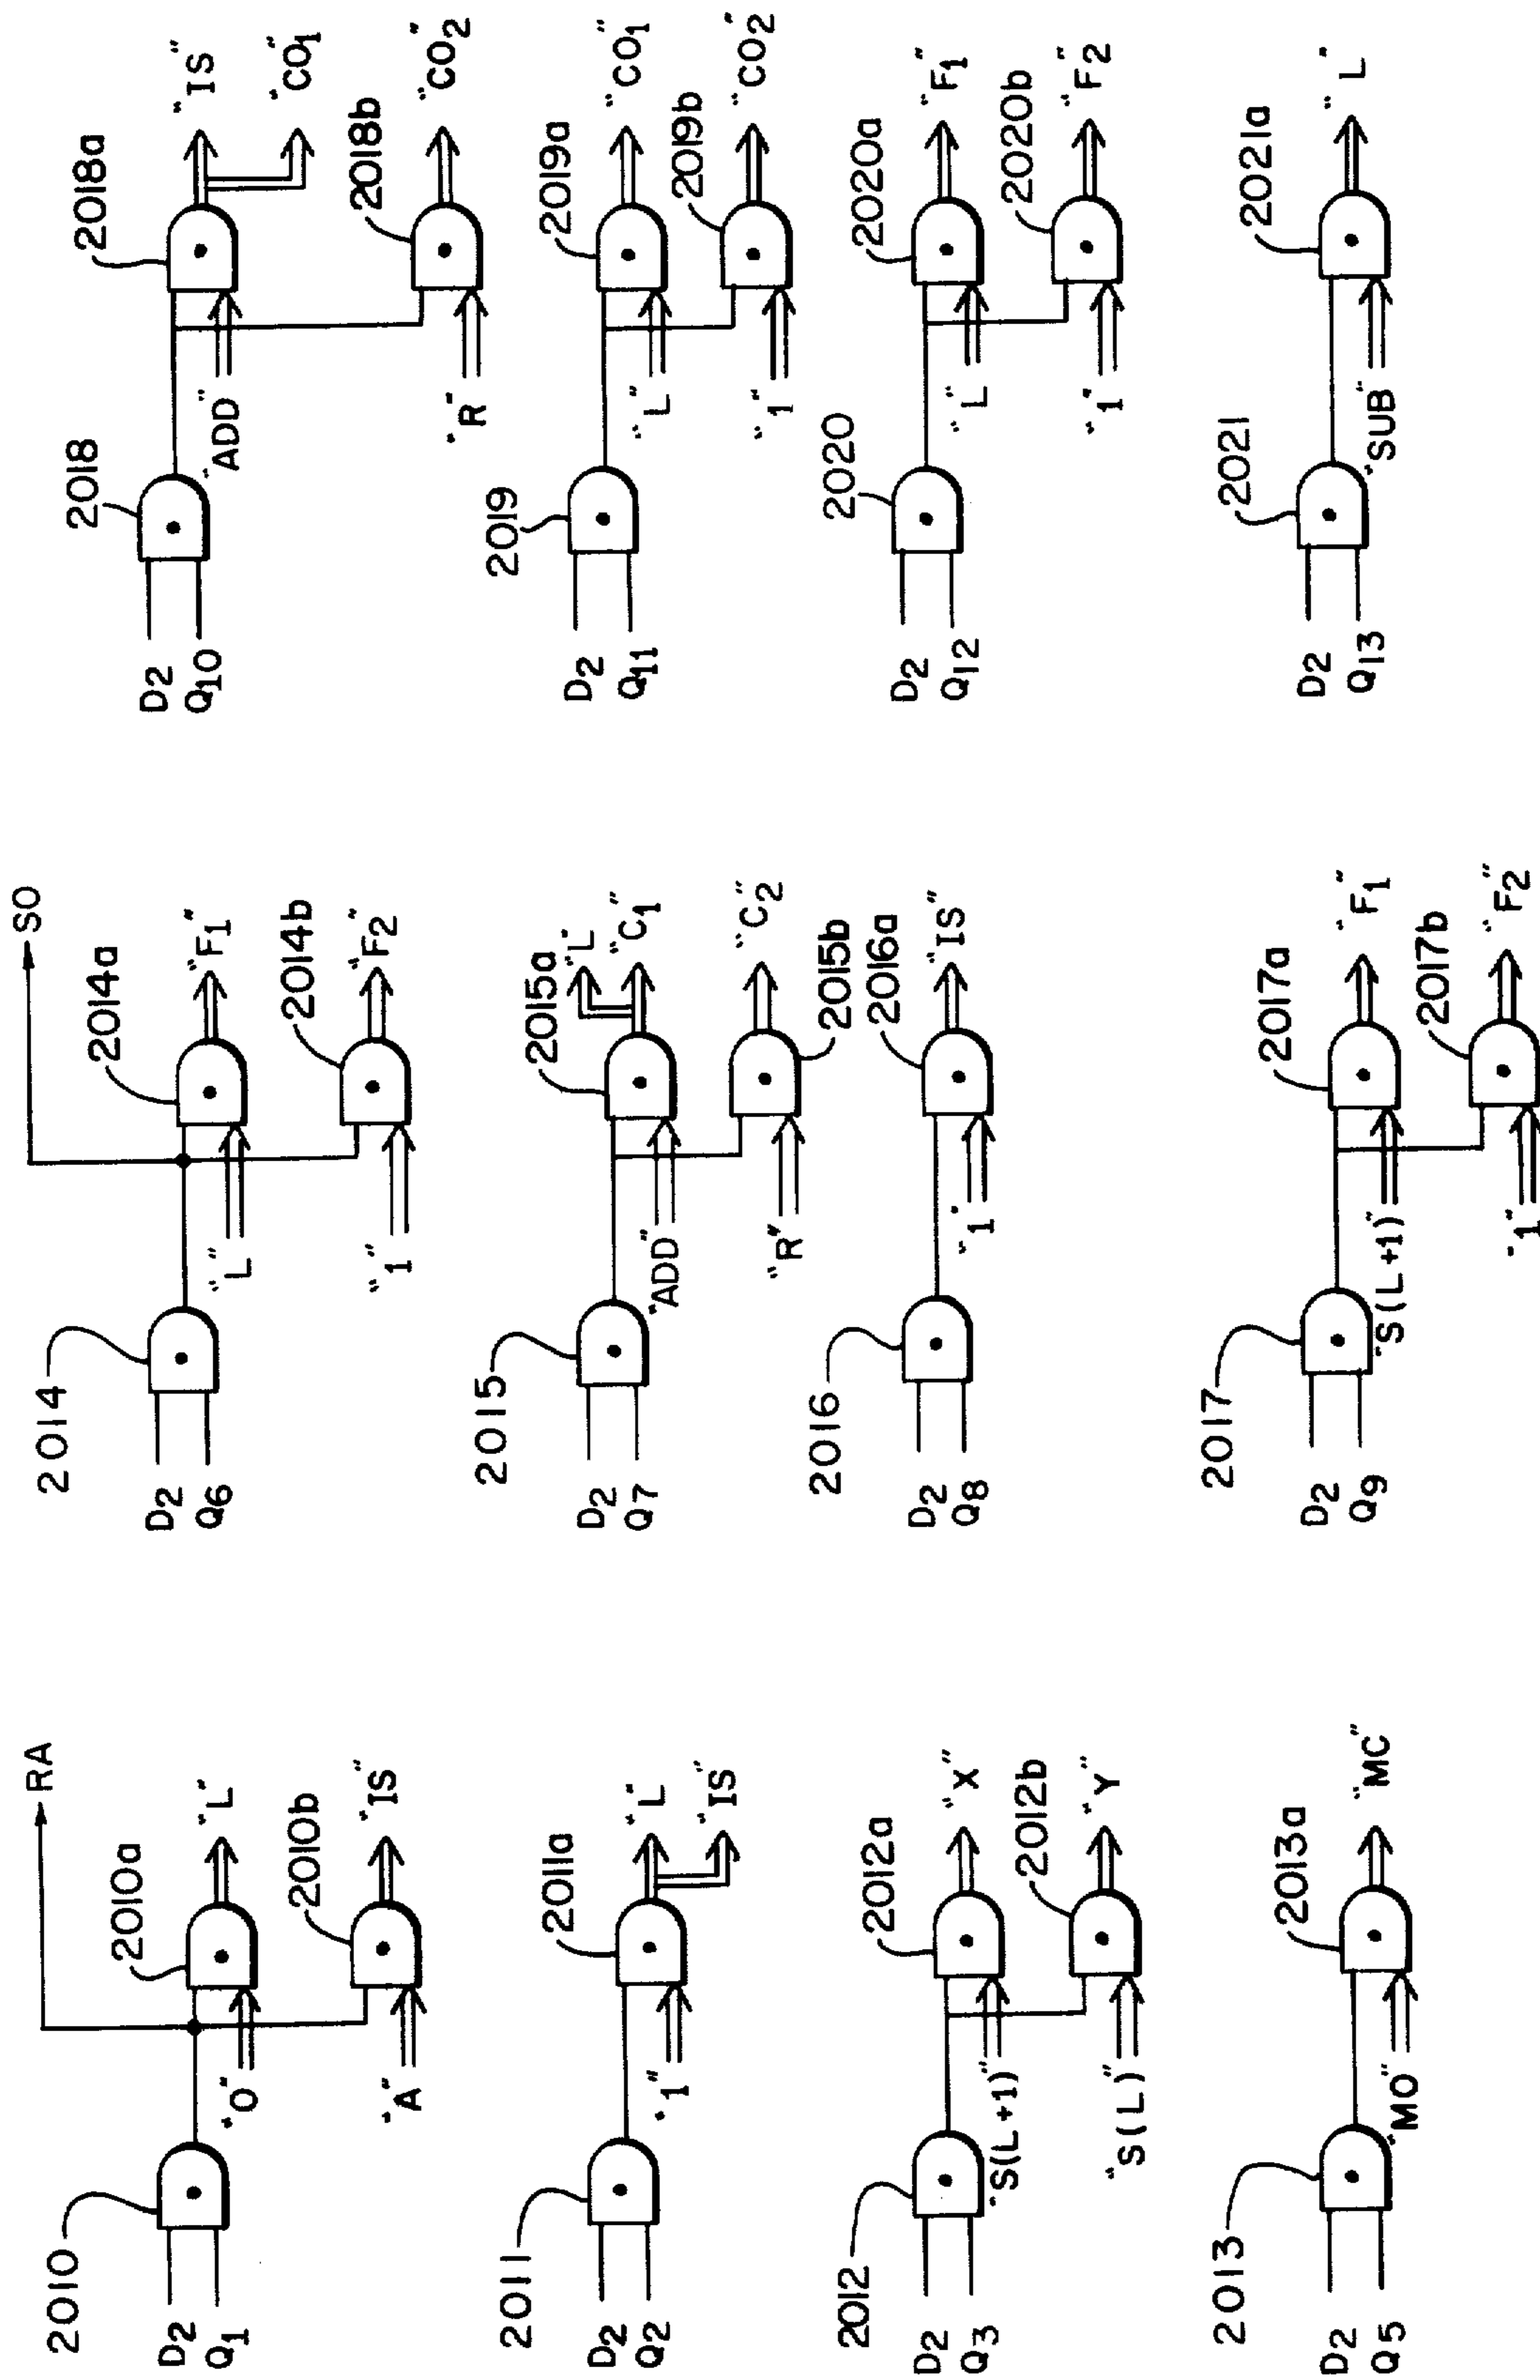 RA
2010
D2
Q1
"O"
"A"
2010a
"L"
2010b
"IS"
2011
D2
Q2
"1"
2011a
"L"
"IS"
2012
D2
Q3
"S(L+1)"
"S(L)"
2012a
"X"
2012b
"Y"
2013
D2
Q5
"MO"
2013a
"MC"
SO
2014
D2
Q6
"L"
"1"
2014a
"F1"
2014b
"F2"
2015
D2
Q7
"ADD"
"R"
2015a
"L"
"C1"
"C2"
2015b
2016
D2
Q8
"1"
2016a
"IS"
2017
D2
Q9
"S(L+1)"
"1"
2017a
"F1"
2017b
"F2"
2018
D2
Q10
"ADD"
"R"
2018a
"IS"
"CO1"
2018b
"CO2"
2019
D2
Q11
"L"
"1"
2019a
"CO1"
2019b
"CO2"
2020
D2
Q12
"L"
"1"
2020a
"F1"
2020b
"F2"
2021
D2
Q13
"SUB"
2021a
"L"